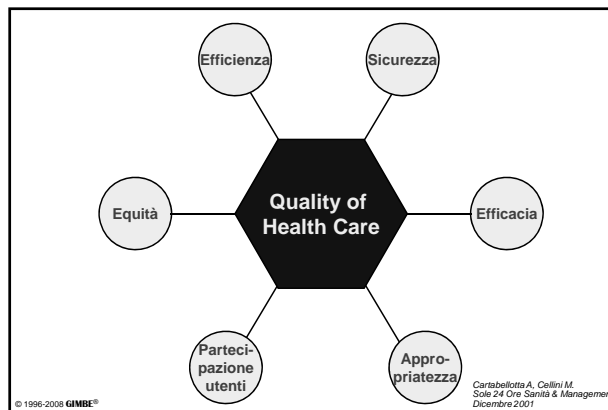 Efficienza
Sicurezza
Quality of
Health Care
Equità
Efficacia
Parteci-
pazione
utenti
Appro-
priatezza
Cartabellotta A, Cellini M.
Sole 24 Ore Sanità & Management
Dicembre 2001
© 1996-2008 GIMBE®